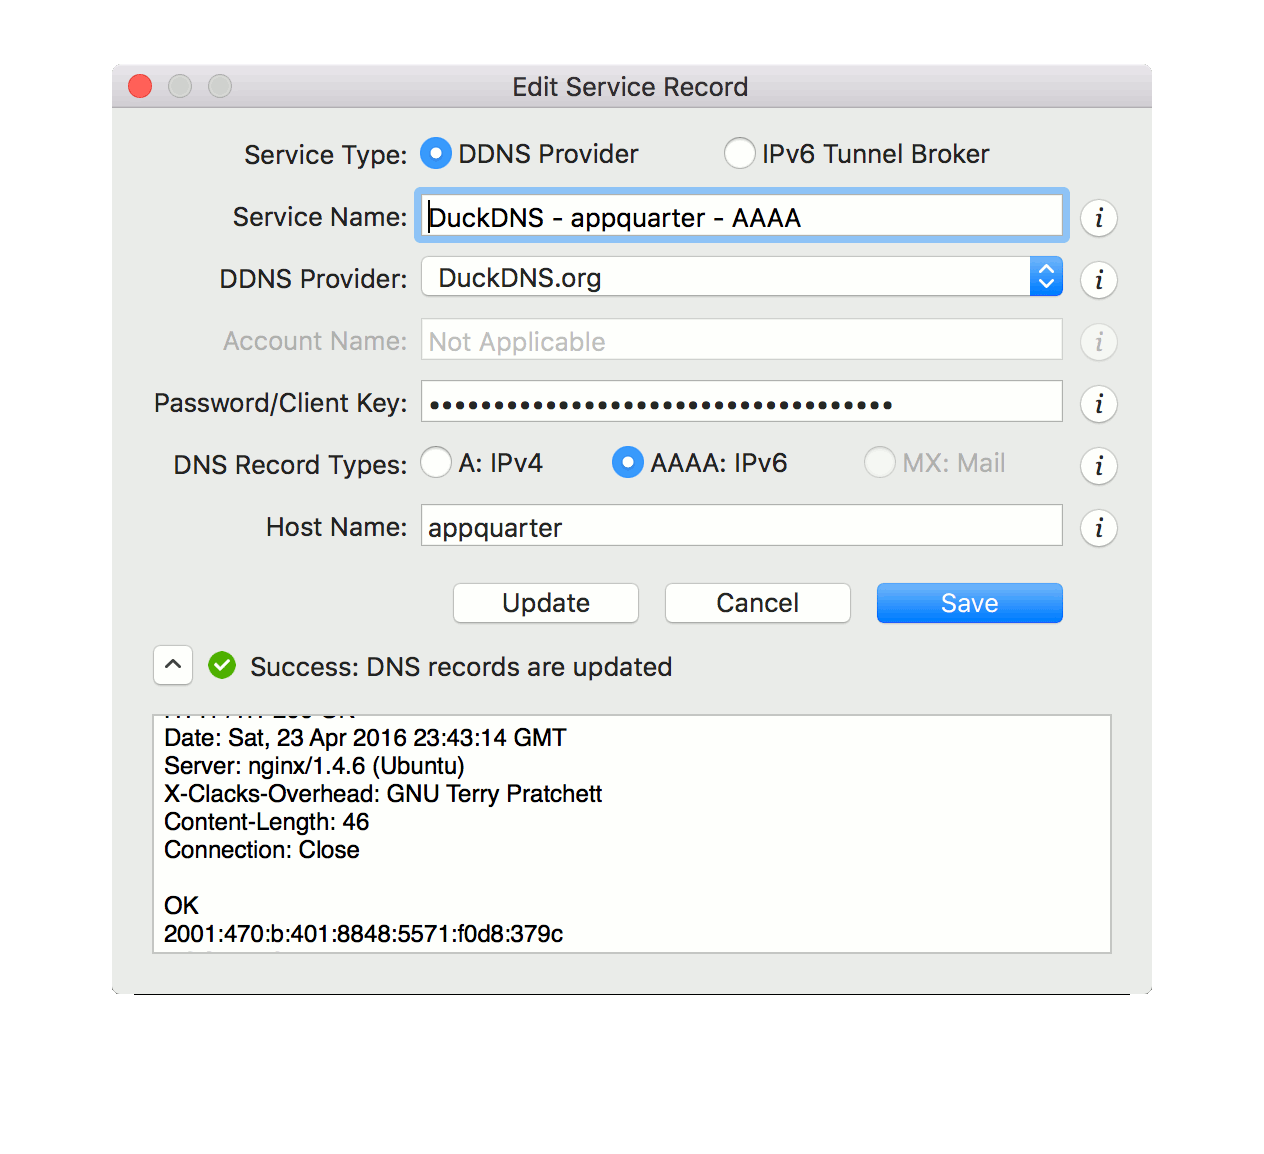 Edit Service Record
Service Type: DDNS Provider IPv6 Tunnel Broker
Service Name: DuckDNS - appquarter - AAAA
DDNS Provider: DuckDNS.org
Account Name: Not Applicable
Password/Client Key: ••••••••••••••••••••••••••••••••••••
DNS Record Types: A: IPv4 AAAA: IPv6 MX: Mail
Host Name: appquarter
Update Cancel Save
Success: DNS records are updated
Date: Sat, 23 Apr 2016 23:43:14 GMT
Server: nginx/1.4.6 (Ubuntu)
X-Clacks-Overhead: GNU Terry Pratchett
Content-Length: 46
Connection: Close
OK
2001:470:b:401:8848:5571:f0d8:379c